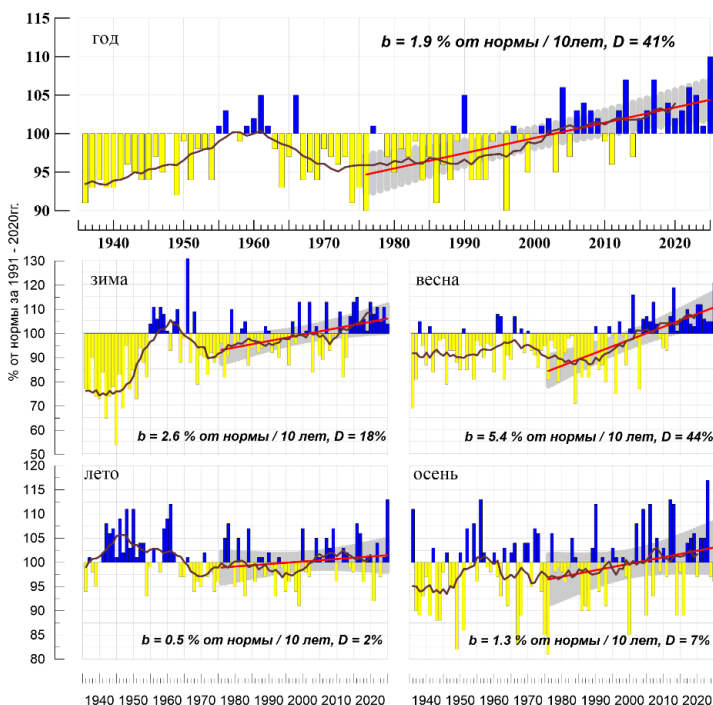 115
год
b = 1.9 % от нормы / 10лет, D = 41%
110
105
100
95
90
1940 1950 1960 1970 1980 1990 2000 2010 2020
% от нормы за 1991 - 2020гг.
130
зима
весна
120
110
100
90
80
70
60
50
b = 2.6 % от нормы / 10 лет, D = 18%
b = 5.4 % от нормы / 10 лет, D = 44%
120
лето
осень
115
110
105
100
95
90
85
80
b = 0.5 % от нормы / 10 лет, D = 2%
b = 1.3 % от нормы / 10 лет, D = 7%
1940 1950 1960 1970 1980 1990 2000 2010 2020
1940 1950 1960 1970 1980 1990 2000 2010 2020